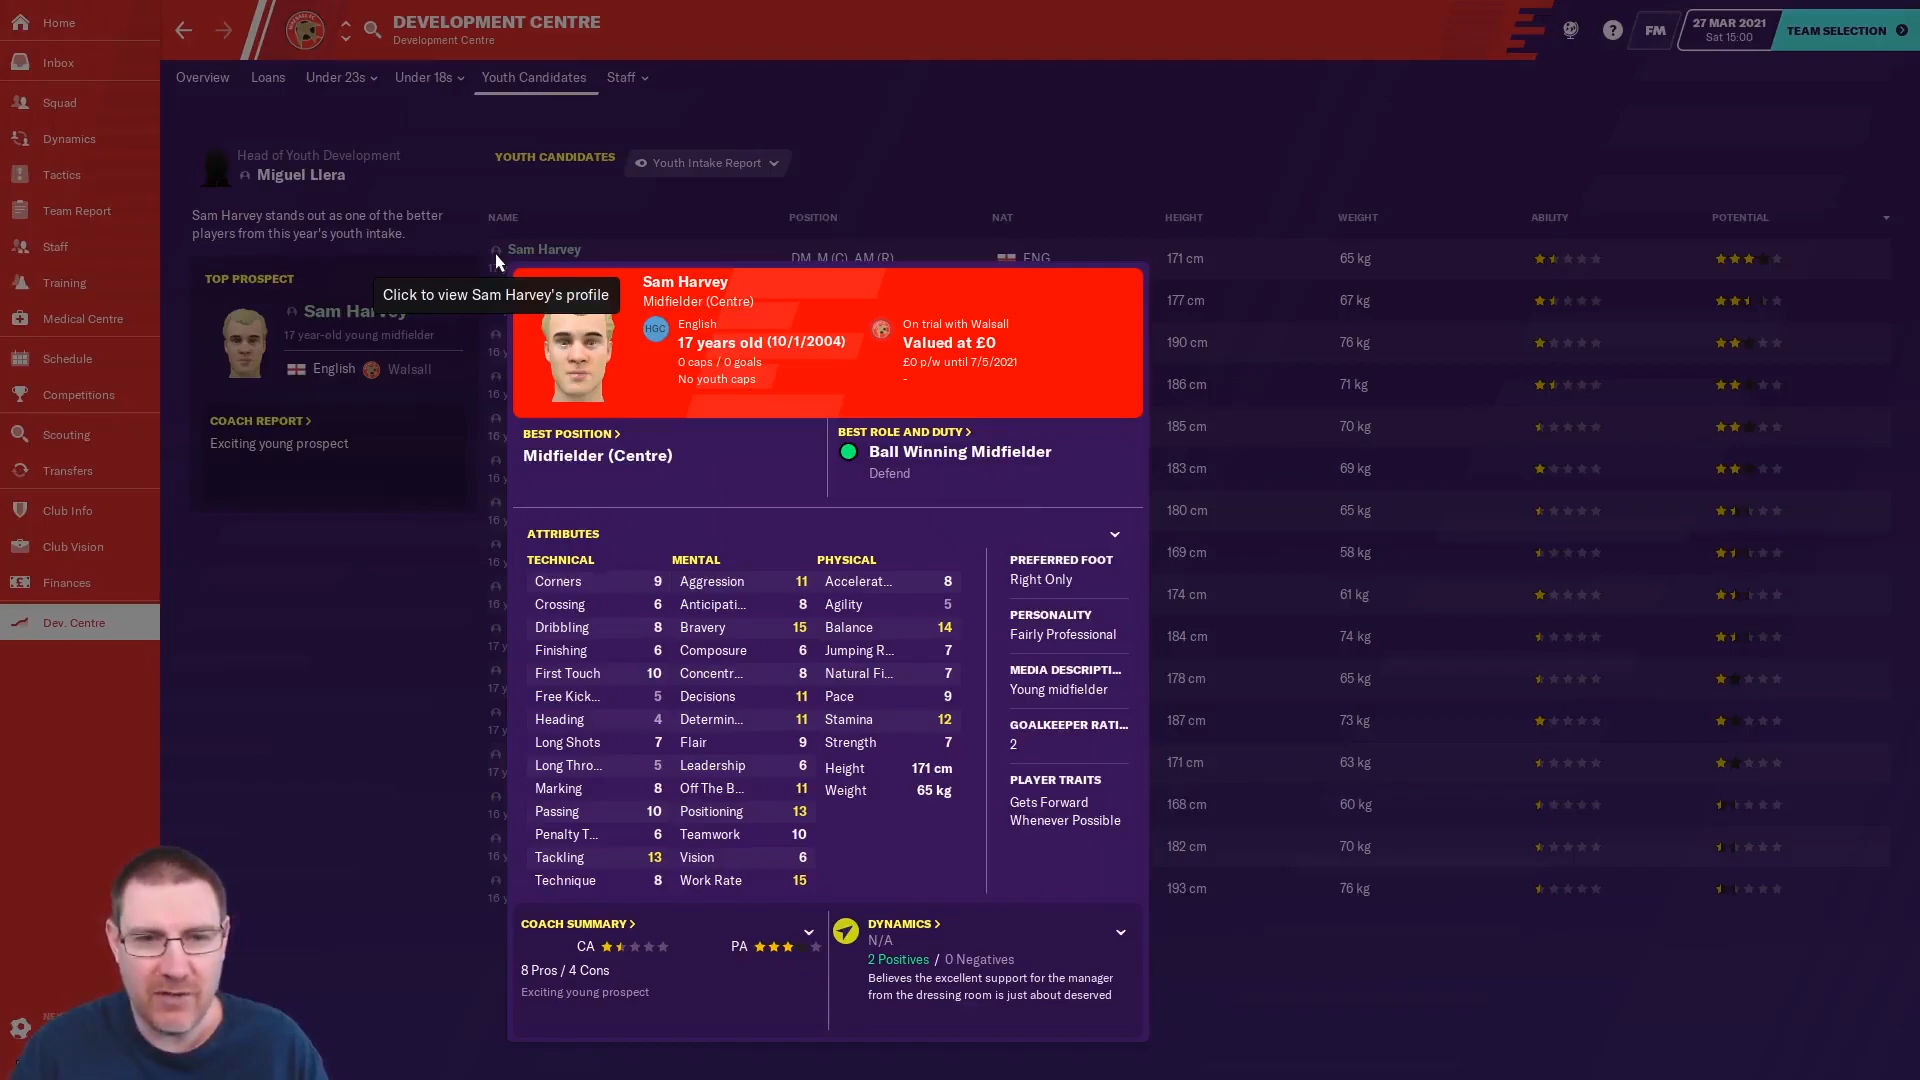 Home
Inbox
Squad
Dynamics
Tactics
Team Report
Staff
Training
Medical Centre
Schedule
Competitions
Scouting
Transfers
Club Info
Club Vision
Finances
Dev. Centre
DEVELOPMENT CENTRE
Development Centre
FM
27 MAR 2021
Sat 15:00
TEAM SELECTION
Overview Loans Under 23s Under 18s Youth Candidates Staff
Head of Youth Development
Miguel Llera
Sam Harvey stands out as one of the better
players from this year's youth intake.
TOP PROSPECT
Sam Harvey
17 year-old young midfielder
English Walsall
COACH REPORT >
Exciting young prospect
YOUTH CANDIDATES Youth Intake Report
NAME POSITION NAT HEIGHT WEIGHT ABILITY POTENTIAL
Sam Harvey DM, M (C), AM (R) ENG 171 cm 65 kg
177 cm 67 kg
190 cm 76 kg
186 cm 71 kg
185 cm 70 kg
183 cm 69 kg
180 cm 65 kg
169 cm 58 kg
174 cm 61 kg
184 cm 74 kg
178 cm 65 kg
187 cm 73 kg
171 cm 63 kg
168 cm 60 kg
182 cm 70 kg
193 cm 76 kg
Click to view Sam Harvey's profile
Sam Harvey
Midfielder (Centre)
HGC
English
17 years old (10/1/2004)
0 caps / 0 goals
No youth caps
On trial with Walsall
Valued at £0
£0 p/w until 7/5/2021
-
BEST POSITION >
Midfielder (Centre)
BEST ROLE AND DUTY >
Ball Winning Midfielder
Defend
ATTRIBUTES
TECHNICAL MENTAL PHYSICAL
Corners 9 Aggression 11 Accelerat... 8
Crossing 6 Anticipati... 8 Agility 5
Dribbling 8 Bravery 15 Balance 14
Finishing 6 Composure 6 Jumping R... 7
First Touch 10 Concentr... 8 Natural Fi... 7
Free Kick... 5 Decisions 11 Pace 9
Heading 4 Determin... 11 Stamina 12
Long Shots 7 Flair 9 Strength 7
Long Thro... 5 Leadership 6 Height 171 cm
Marking 8 Off The B... 11 Weight 65 kg
Passing 10 Positioning 13
Penalty T... 6 Teamwork 10
Tackling 13 Vision 6
Technique 8 Work Rate 15
PREFERRED FOOT
Right Only
PERSONALITY
Fairly Professional
MEDIA DESCRIPTI...
Young midfielder
GOALKEEPER RATI...
2
PLAYER TRAITS
Gets Forward
Whenever Possible
COACH SUMMARY >
CA PA
8 Pros / 4 Cons
Exciting young prospect
DYNAMICS >
N/A
2 Positives / 0 Negatives
Believes the excellent support for the manager
from the dressing room is just about deserved